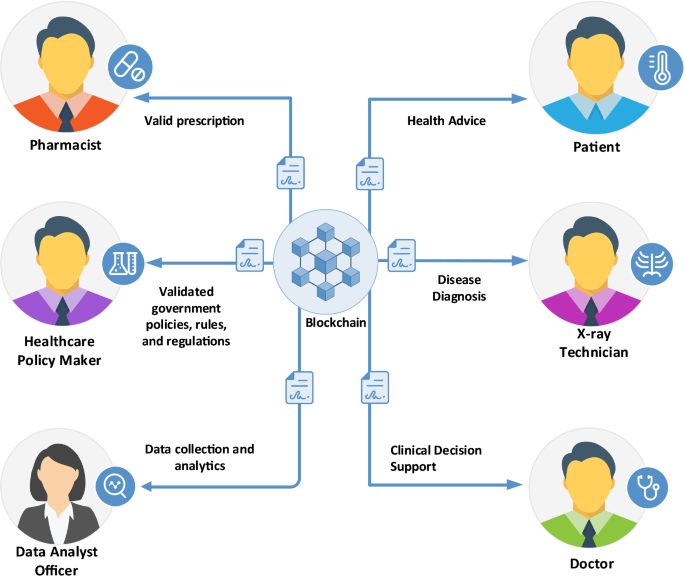 Valid prescription
Pharmacist
Health Advice
Patient
Validated
government
policies, rules,
and regulations
Healthcare
Policy Maker
Blockchain
Disease
Diagnosis
X-ray
Technician
Data collection and
analytics
Data Analyst
Officer
Clinical Decision
Support
Doctor